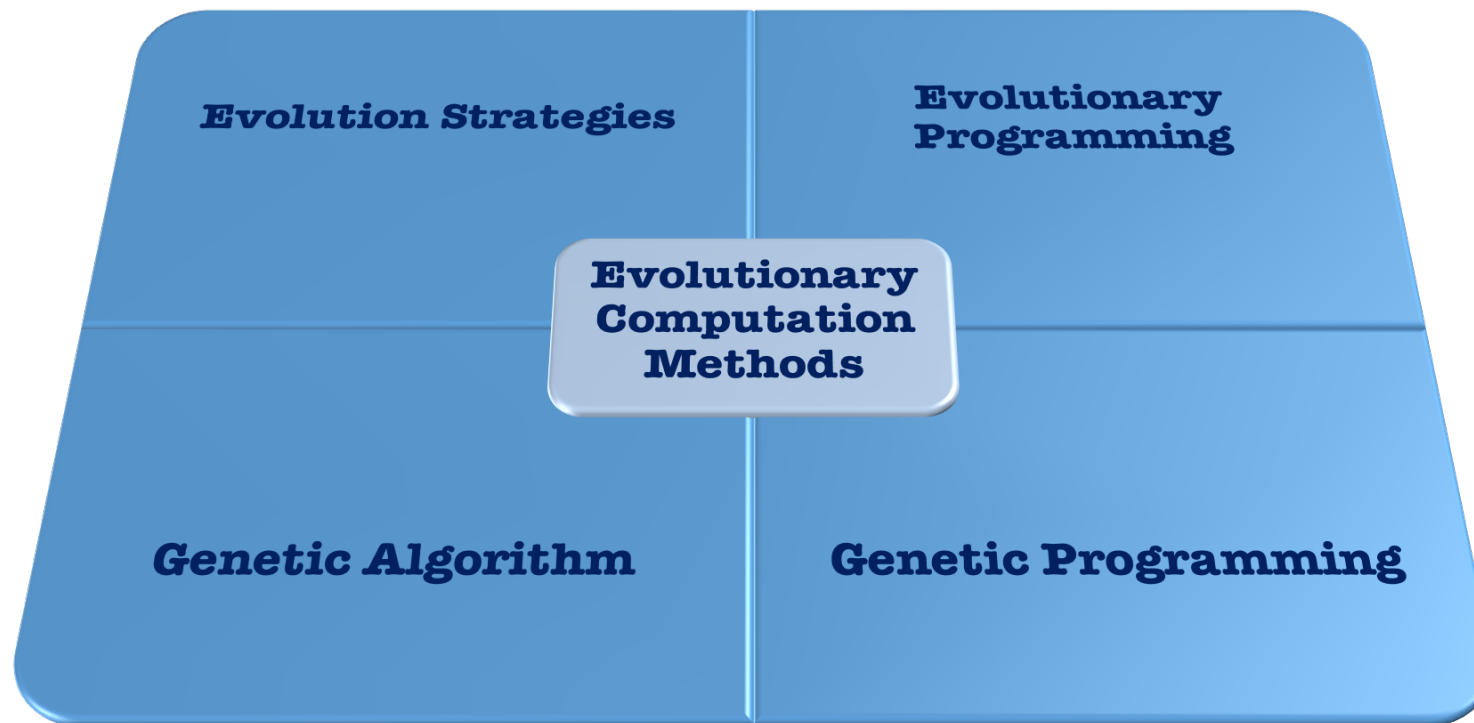 Evolution Strategies
Evolutionary
Programming
Evolutionary
Computation
Methods
Genetic Algorithm
Genetic Programming